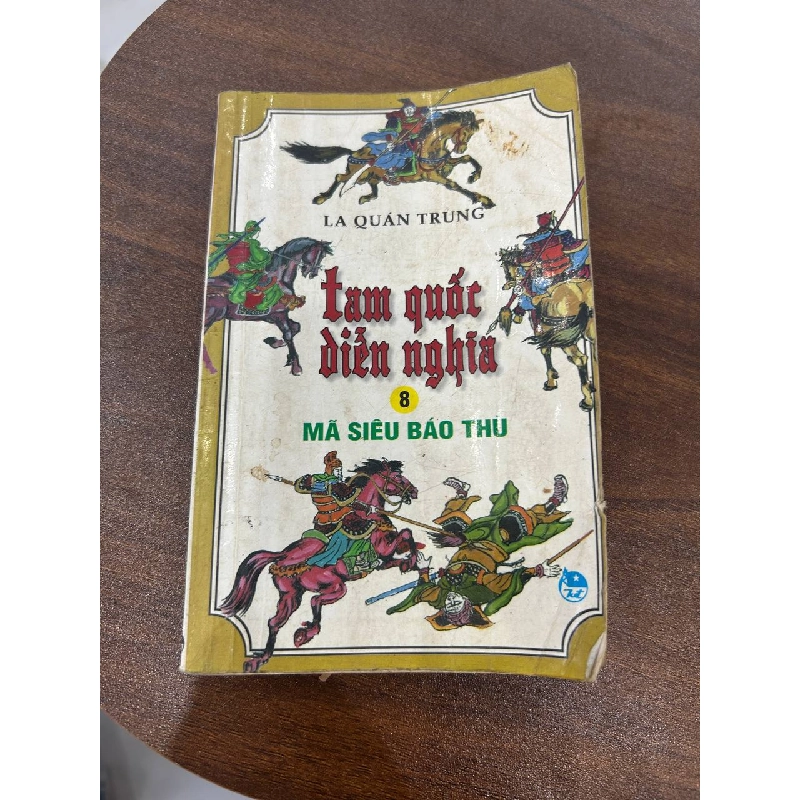 LA QUÁN TRUNG
tam quốc
diễn nghĩa
8
MÃ SIÊU BÁO THÙ